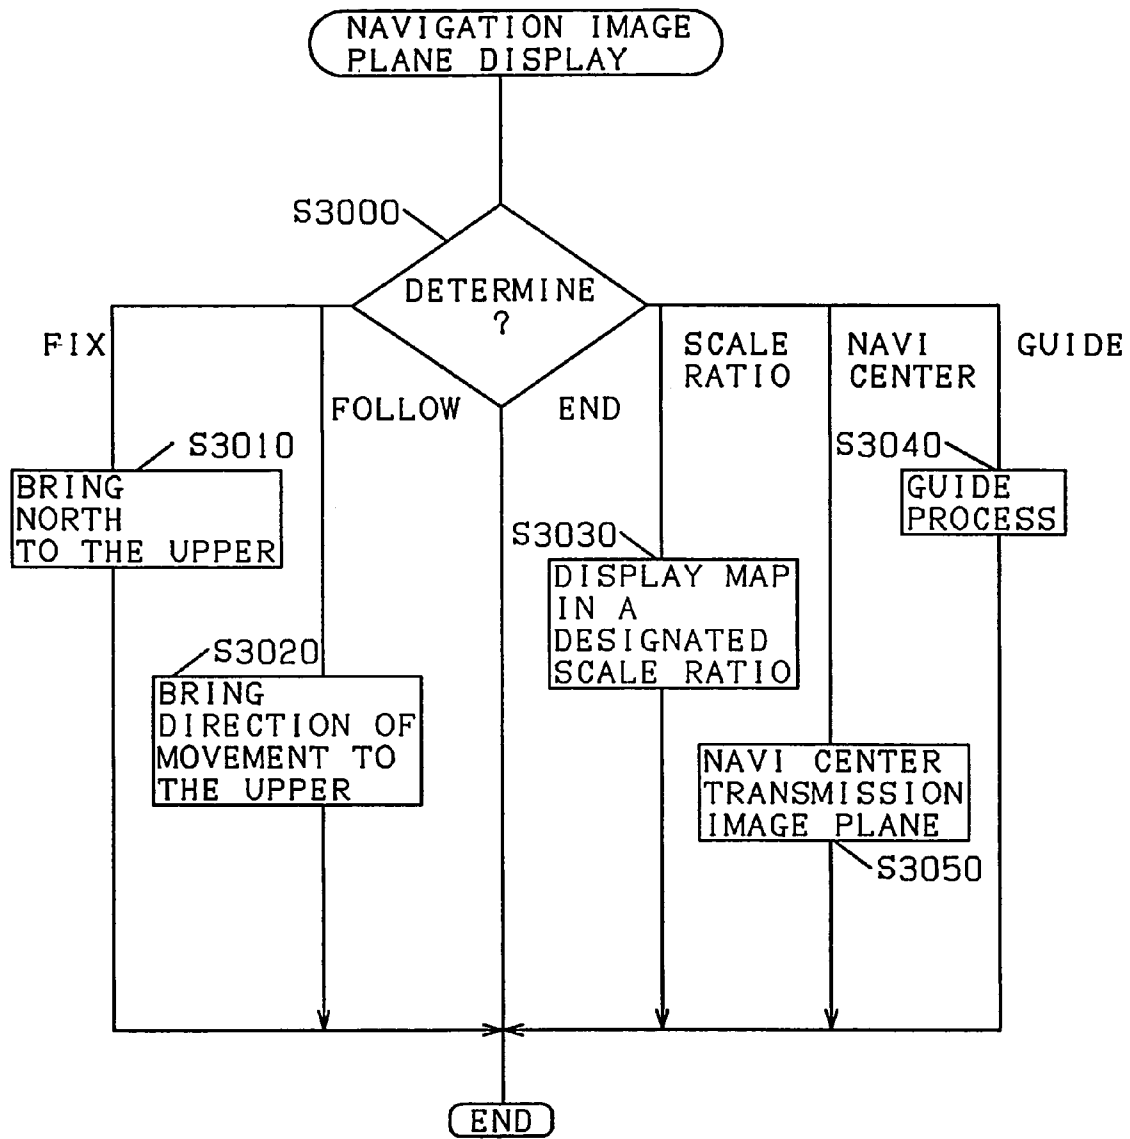 NAVIGATION IMAGE
PLANE DISPLAY
S3000
DETERMINE
?
FIX
FOLLOW
END
SCALE
RATIO
NAVI
CENTER
GUIDE
S3010
BRING
NORTH
TO THE UPPER
S3020
BRING
DIRECTION OF
MOVEMENT TO
THE UPPER
S3030
DISPLAY MAP
IN A
DESIGNATED
SCALE RATIO
S3040
GUIDE
PROCESS
NAVI CENTER
TRANSMISSION
IMAGE PLANE
S3050
END